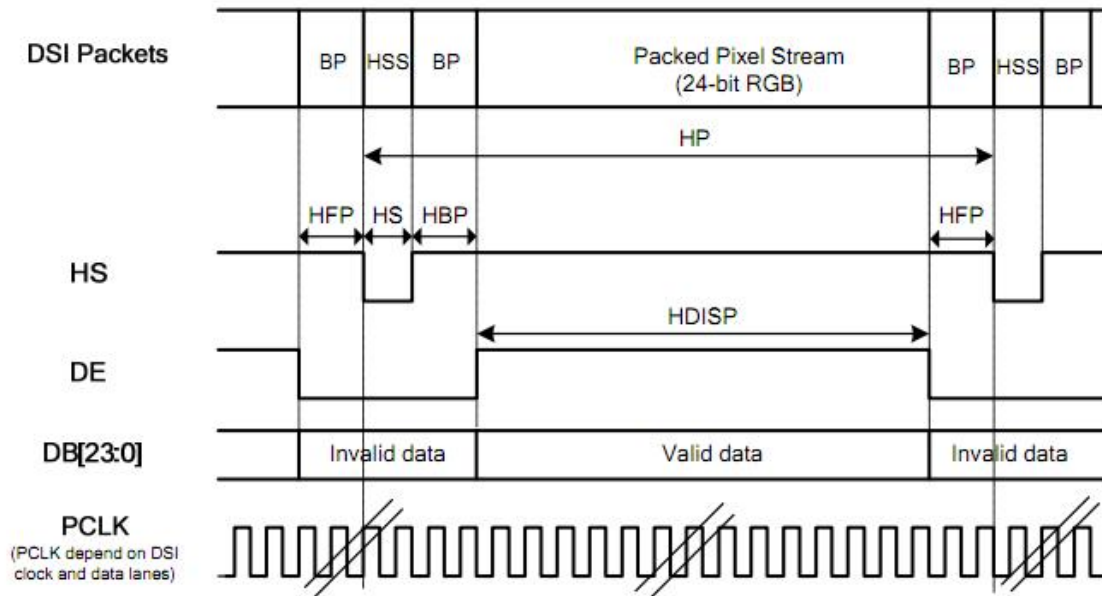 DSI Packets
BP HSS BP Packed Pixel Stream BP HSS BP
(24-bit RGB)
HP
HFP HS HBP HFP
HS
HDISP
DE
DB[23:0] Invalid data Valid data Invalid data
PCLK
(PCLK depend on DSI
clock and data lanes)